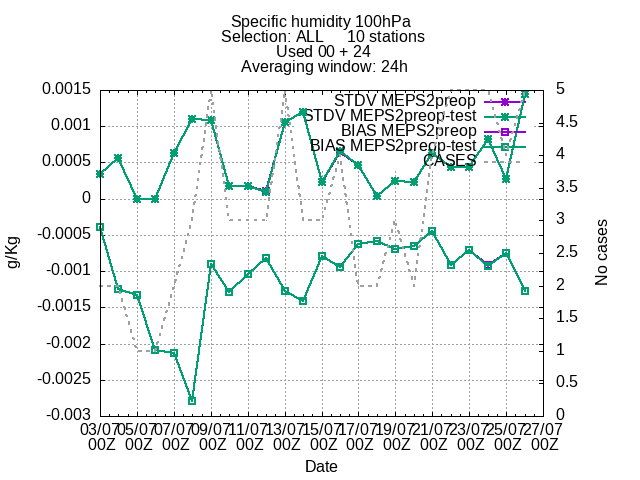 Specific humidity 100hPa
Selection: ALL 10 stations
Used 00 + 24
Averaging window: 24h
STDV MEPS2preop
STDV MEPS2preop-test
BIAS MEPS2preop
BIAS MEPS2preop-test
CASES
0.0015
0.001
0.0005
0
-0.0005
-0.001
-0.0015
-0.002
-0.0025
-0.003
g/Kg
5
4.5
4
3.5
3
2.5
2
1.5
1
0.5
0
No cases
03/07 05/07 07/07 09/07 11/07 13/07 15/07 17/07 19/07 21/07 23/07 25/07 27/07
00Z 00Z 00Z 00Z 00Z 00Z 00Z 00Z 00Z 00Z 00Z 00Z 00Z
Date